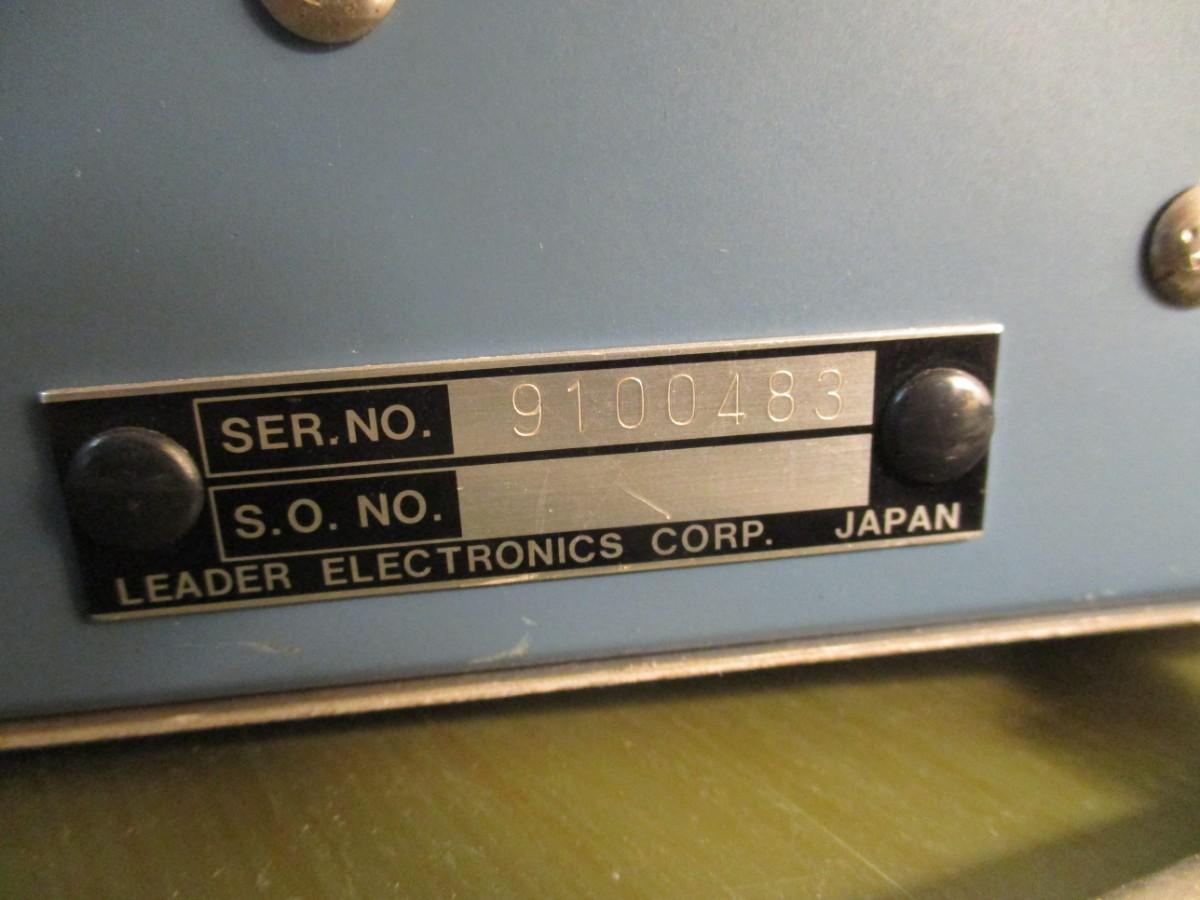 SER. NO. 9100483
S.O. NO.
LEADER ELECTRONICS CORP. JAPAN